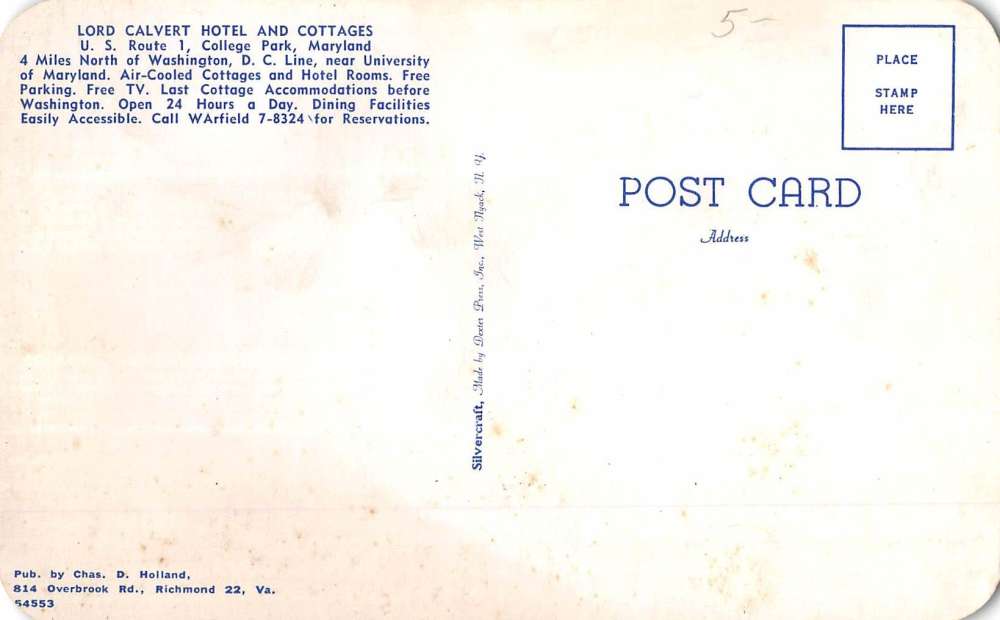 LORD CALVERT HOTEL AND COTTAGES
U. S. Route 1, College Park, Maryland
4 Miles North of Washington, D. C. Line, near University
of Maryland. Air-Cooled Cottages and Hotel Rooms. Free
Parking. Free TV. Last Cottage Accommodations before
Washington. Open 24 Hours a Day. Dining Facilities
Easily Accessible. Call WArfield 7-8324 for Reservations.
5-
PLACE
STAMP
HERE
POST CARD
Address
Silvercraft, Made by Dexter Press, Inc., West Nyack, N. Y.
Pub. by Chas. D. Holland,
814 Overbrook Rd., Richmond 22, Va.
54553